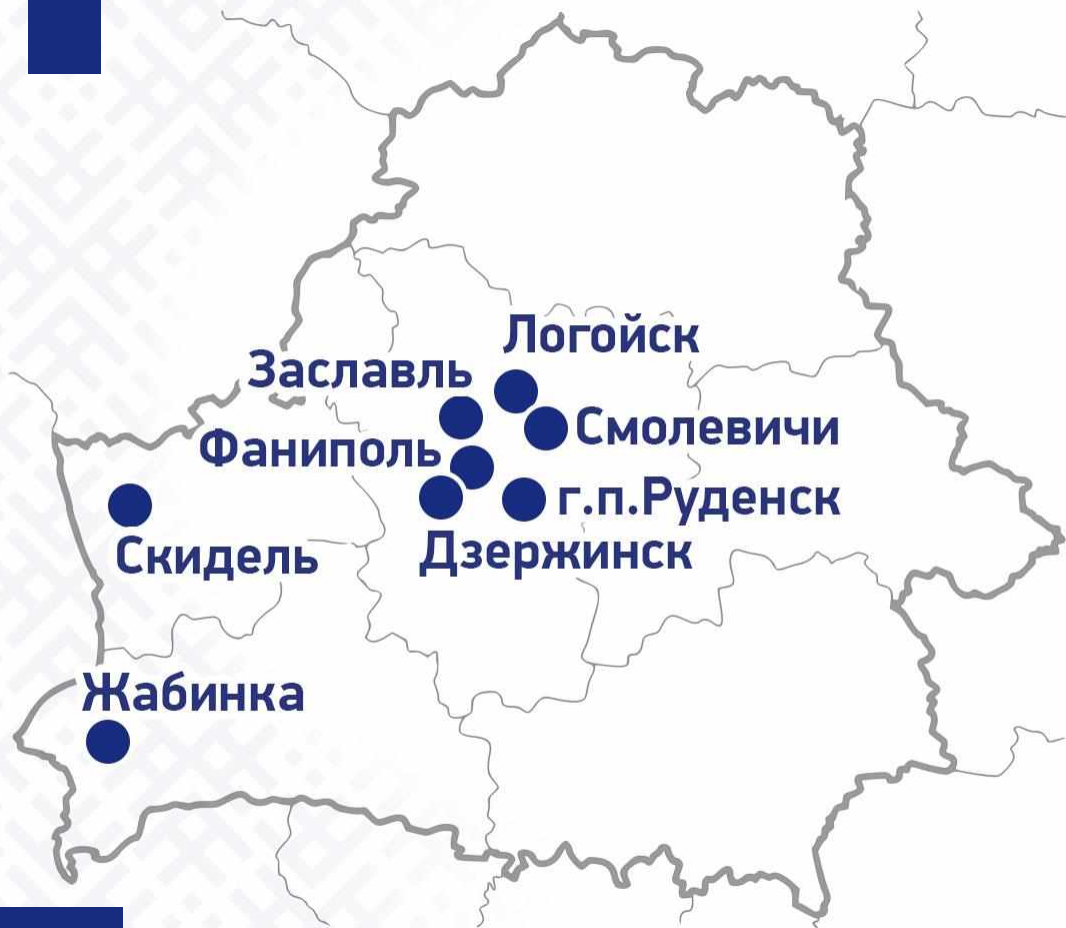 Логойск
Заславль
Смолевичи
Фаниполь
г.п.Руденск
Скидель
Дзержинск
Жабинка